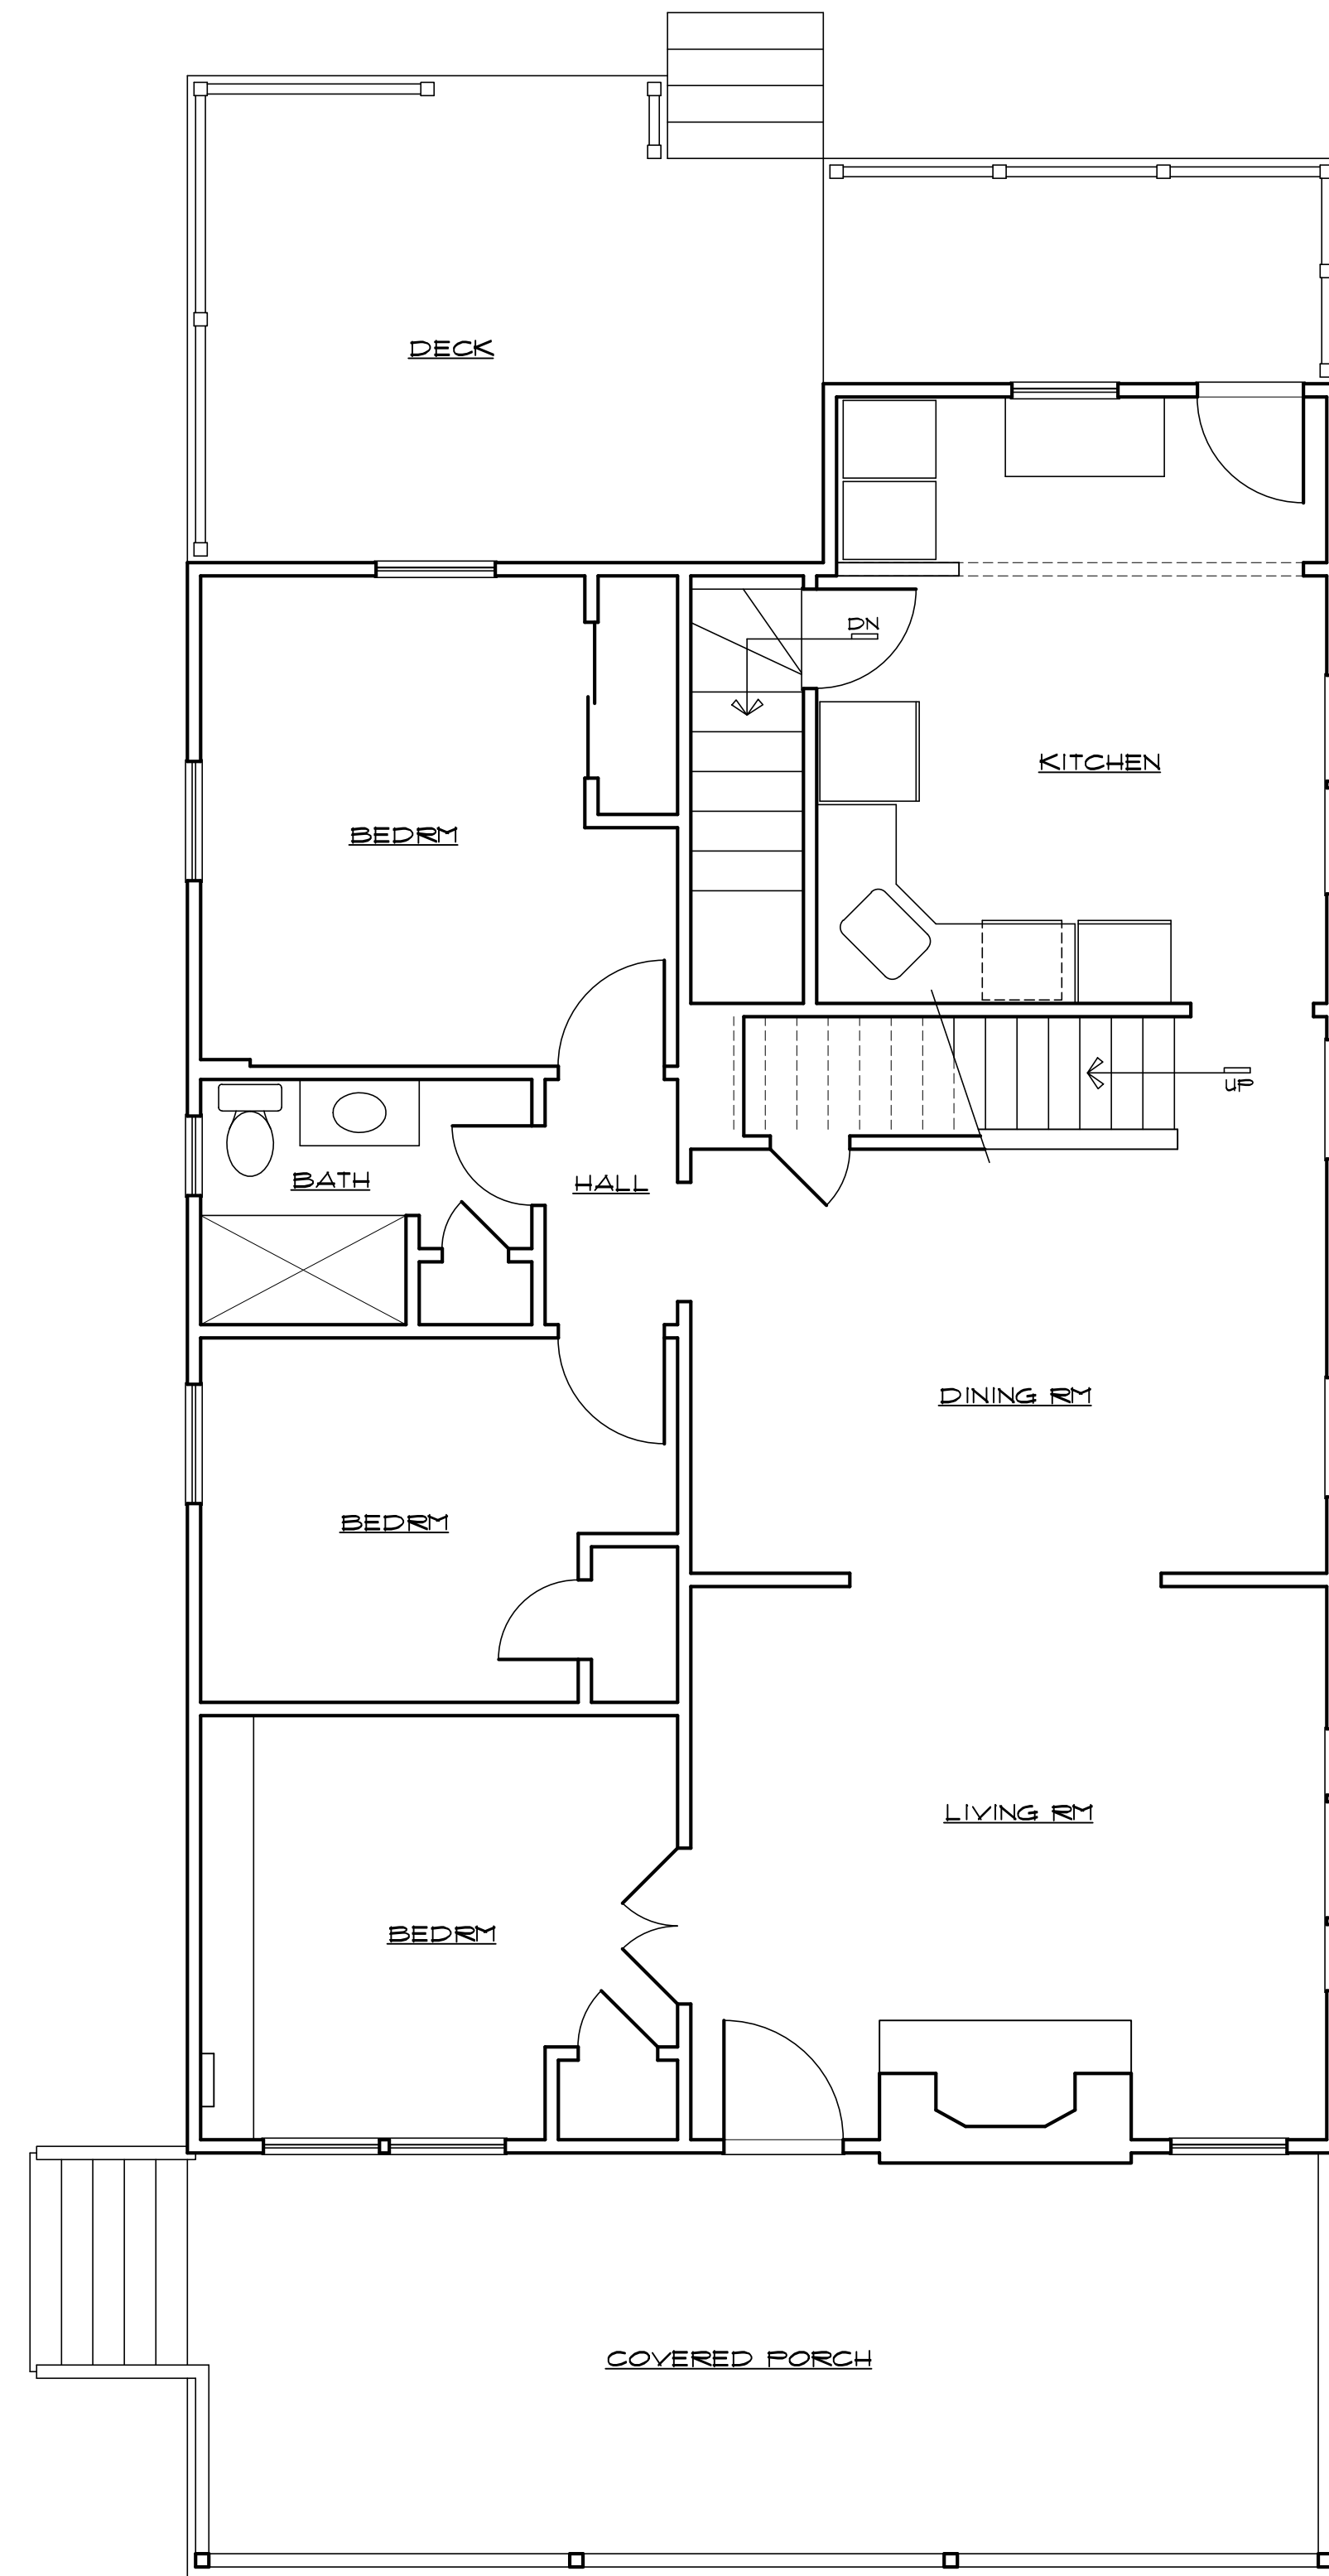 DECK
DN
KITCHEN
BEDRM
UP
BATH
HALL
DINING RM
BEDRM
LIVING RM
BEDRM
COVERED PORCH